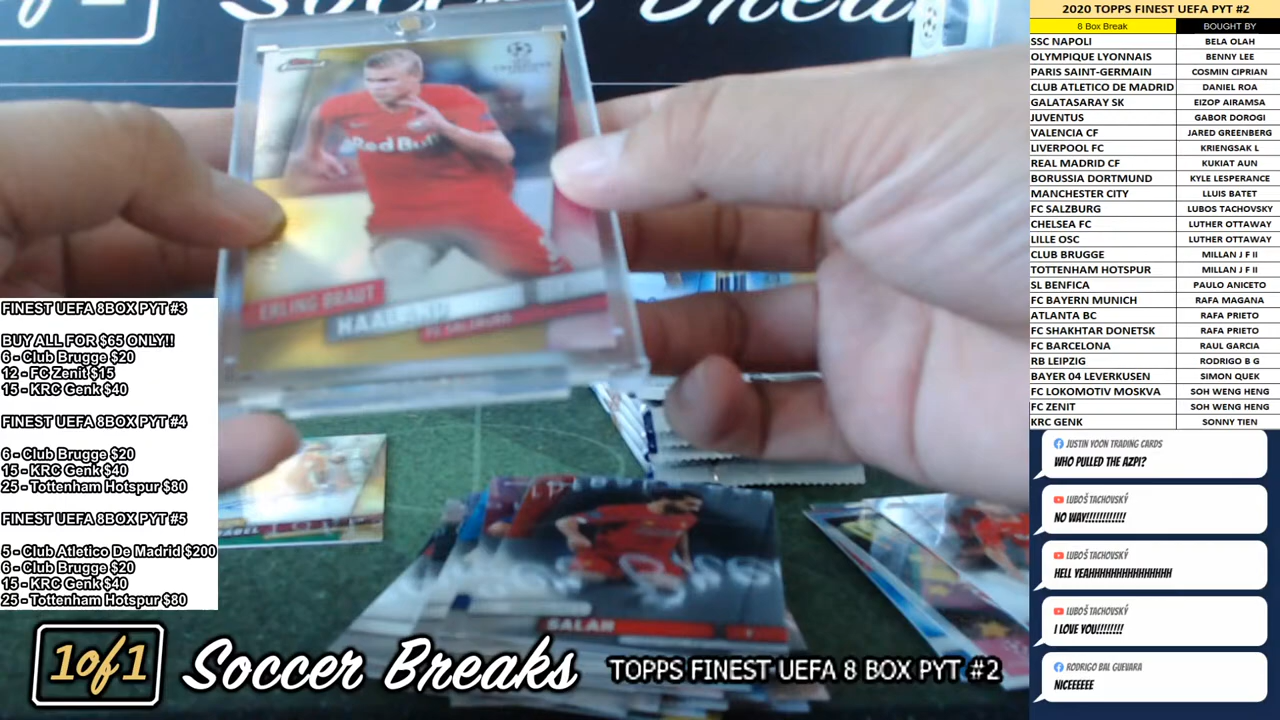 Soccer Breaks
Finest
Red Bull
ERLING BRAUT
HAALAND
FC SALZBURG
SALAH
FINEST UEFA 8BOX PYT #3
BUY ALL FOR $65 ONLY!!
6 - Club Brugge $20
12 - FC Zenit $15
15 - KRC Genk $40
FINEST UEFA 8BOX PYT #4
6 - Club Brugge $20
15 - KRC Genk $40
25 - Tottenham Hotspur $80
FINEST UEFA 8BOX PYT #5
5 - Club Atletico De Madrid $200
6 - Club Brugge $20
15 - KRC Genk $40
25 - Tottenham Hotspur $80
1of1 Soccer Breaks TOPPS FINEST UEFA 8 BOX PYT #2
2020 TOPPS FINEST UEFA PYT #2
8 Box Break BOUGHT BY
SSC NAPOLI BELA OLAH
OLYMPIQUE LYONNAIS BENNY LEE
PARIS SAINT-GERMAIN COSMIN CIPRIAN
CLUB ATLETICO DE MADRID DANIEL ROA
GALATASARAY SK EIZOP AIRAMSA
JUVENTUS GABOR DOROGI
VALENCIA CF JARED GREENBERG
LIVERPOOL FC KRIENGSAK L
REAL MADRID CF KUKIAT AUN
BORUSSIA DORTMUND KYLE LESPERANCE
MANCHESTER CITY LLUIS BATET
FC SALZBURG LUBOS TACHOVSKY
CHELSEA FC LUTHER OTTAWAY
LILLE OSC LUTHER OTTAWAY
CLUB BRUGGE MILLAN J F II
TOTTENHAM HOTSPUR MILLAN J F II
SL BENFICA PAULO ANICETO
FC BAYERN MUNICH RAFA MAGANA
ATLANTA BC RAFA PRIETO
FC SHAKHTAR DONETSK RAFA PRIETO
FC BARCELONA RAUL GARCIA
RB LEIPZIG RODRIGO B G
BAYER 04 LEVERKUSEN SIMON QUEK
FC LOKOMOTIV MOSKVA SOH WENG HENG
FC ZENIT SOH WENG HENG
KRC GENK SONNY TIEN
JUSTIN YOON TRADING CARDS
WHO PULLED THE AZPI?
LUBOŠ TACHOVSKÝ
NO WAY!!!!!!!!!!!!
LUBOŠ TACHOVSKÝ
HELL YEAHHHHHHHHHHHHHH
LUBOŠ TACHOVSKÝ
I LOVE YOU!!!!!!!!
RODRIGO BAL GUEVARA
NICEEEEEE